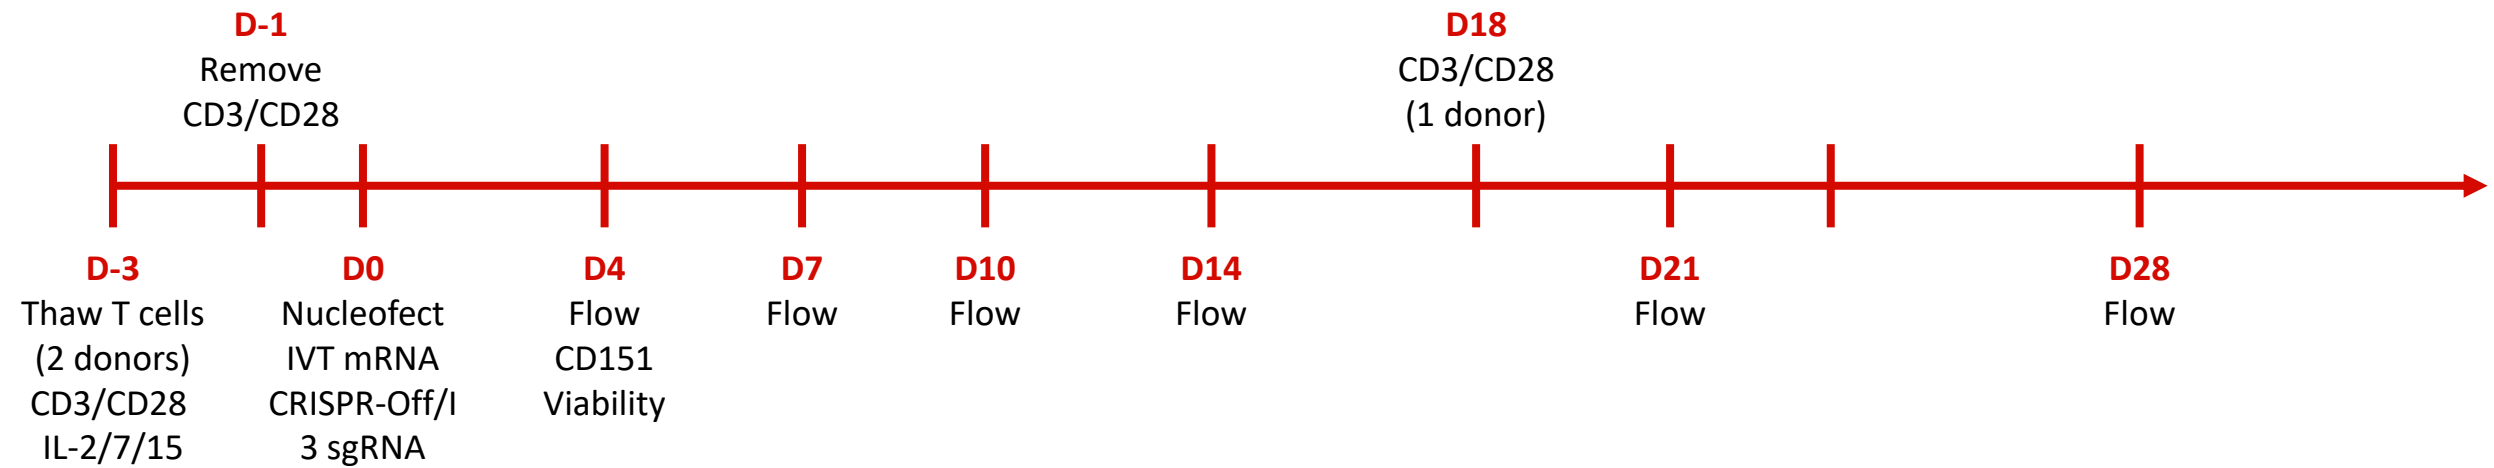 D-1
Remove
CD3/CD28
D18
CD3/CD28
(1 donor)
D-3
Thaw T cells
(2 donors)
CD3/CD28
IL-2/7/15
D0
Nucleofect
IVT mRNA
CRISPR-Off/I
3 sgRNA
D4
Flow
CD151
Viability
D7
Flow
D10
Flow
D14
Flow
D21
Flow
D28
Flow